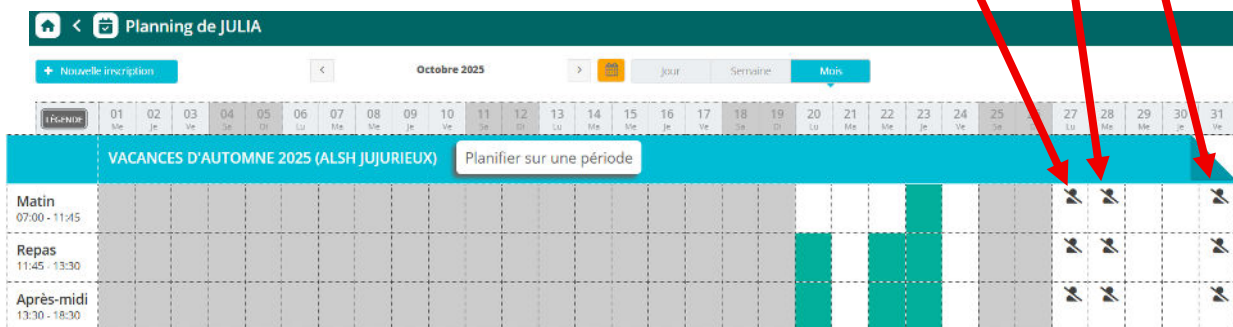 Planning de JULIA
+ Nouvelle inscription
< Octobre 2025 >
Jour Semaine Mois
LÉGENDE
01 02 03 04 05 06 07 08 09 10 11 12 13 14 15 16 17 18 19 20 21 22 23 24 25 27 28 29 30 31
Me Je Ve Sa Di Lu Ma Me Je Ve Sa Di Lu Ma Me Je Ve Sa Di Lu Ma Me Je Ve Sa Lu Ma Me Je Ve
VACANCES D'AUTOMNE 2025 (ALSH JUJURIEUX) Planifier sur une période
Matin
07:00 - 11:45
Repas
11:45 - 13:30
Après-midi
13:30 - 18:30